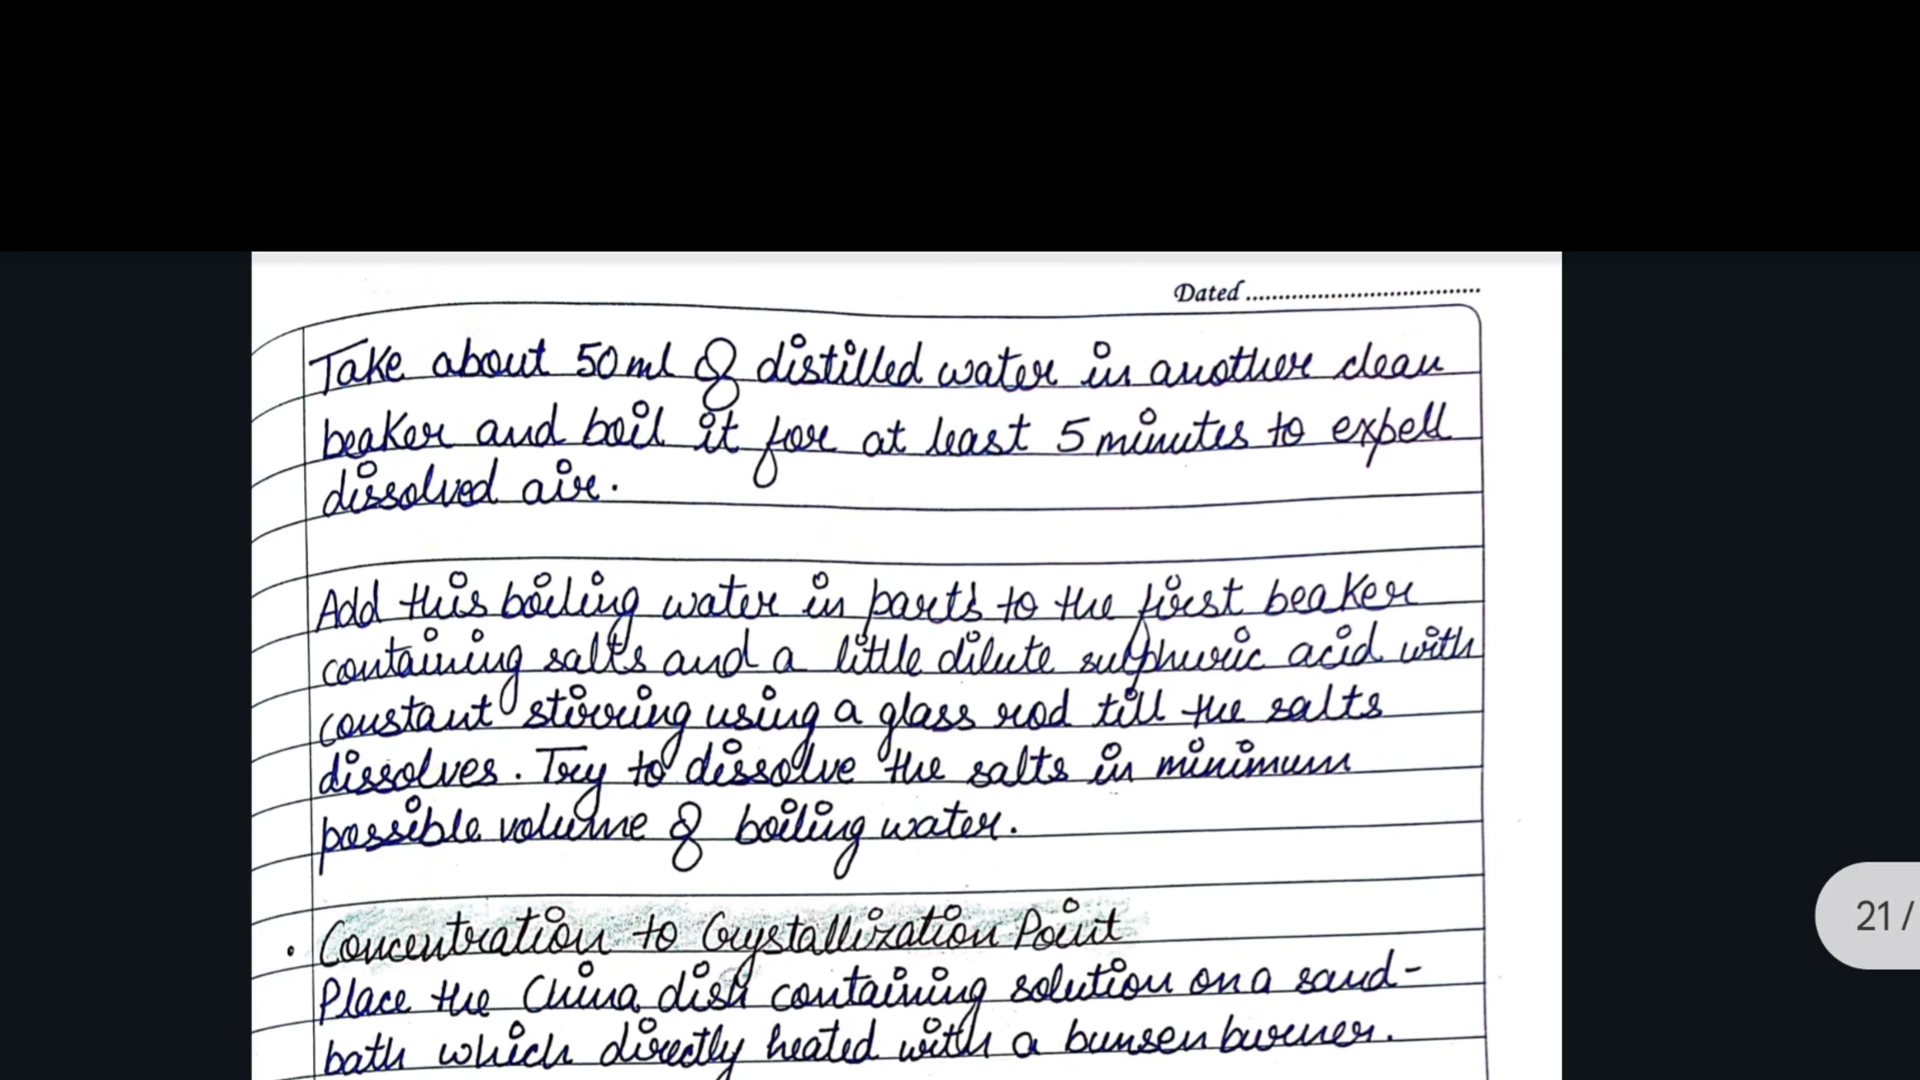 Dated
Take about 50 ml of distilled water in another clean
beaker and boil it for at least 5 minutes to expell
dissolved air.
Add this boiling water in parts to the first beaker
containing salts and a little dilute sulphuric acid with
constant stirring using a glass rod till the salts
dissolves. Try to dissolve the salts in minimum
possible volume of boiling water.
• Concentration to Crystallization Point
Place the China dish containing solution on a sand-
bath which directly heated with a bunsen burner.
21 /